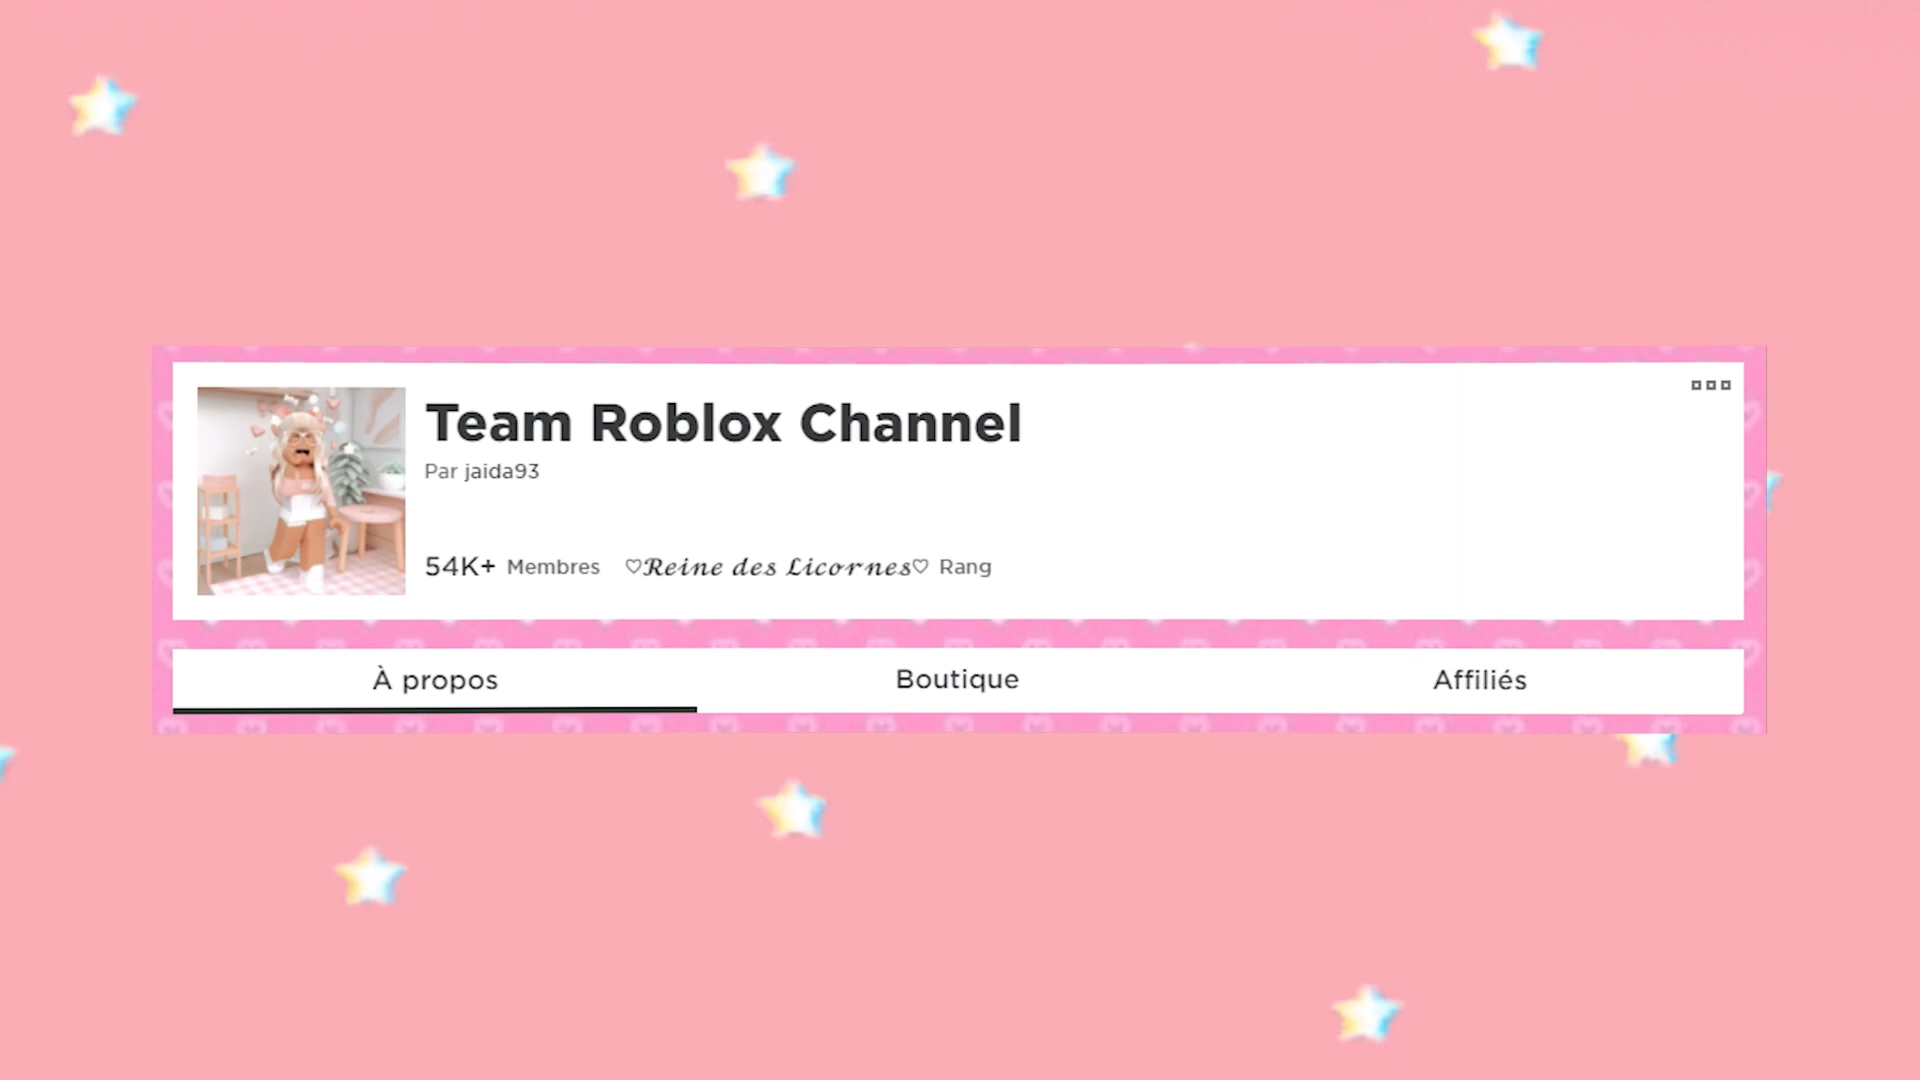 Team Roblox Channel
Par jaida93
54K+ Membres ♡Reine des Licornes♡ Rang
À propos Boutique Affiliés